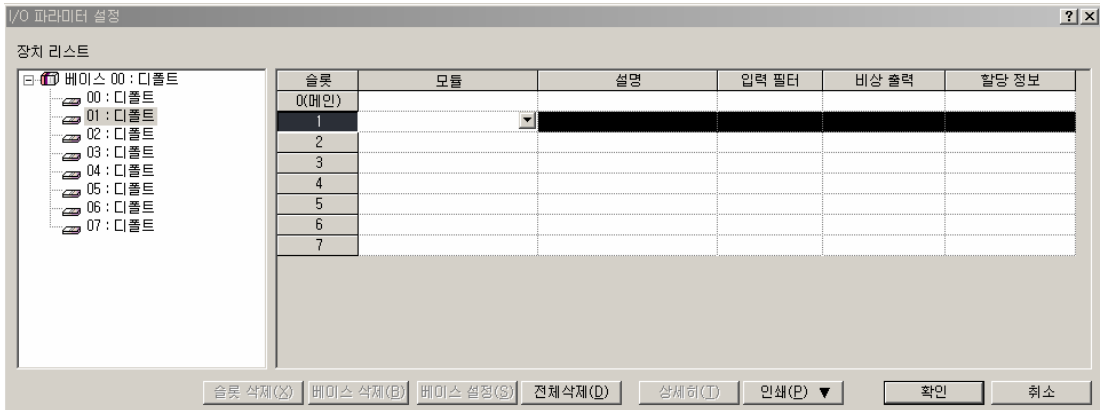 I/O 파라미터 설정
장치 리스트
베이스 00 : 디폴트
00 : 디폴트
01 : 디폴트
02 : 디폴트
03 : 디폴트
04 : 디폴트
05 : 디폴트
06 : 디폴트
07 : 디폴트
슬롯 모듈 설명 입력 필터 비상 출력 할당 정보
0(메인)
1
2
3
4
5
6
7
슬롯 삭제(X) 베이스 삭제(B) 베이스 설정(S) 전체삭제(D) 상세히(T) 인쇄(P) ▼ 확인 취소